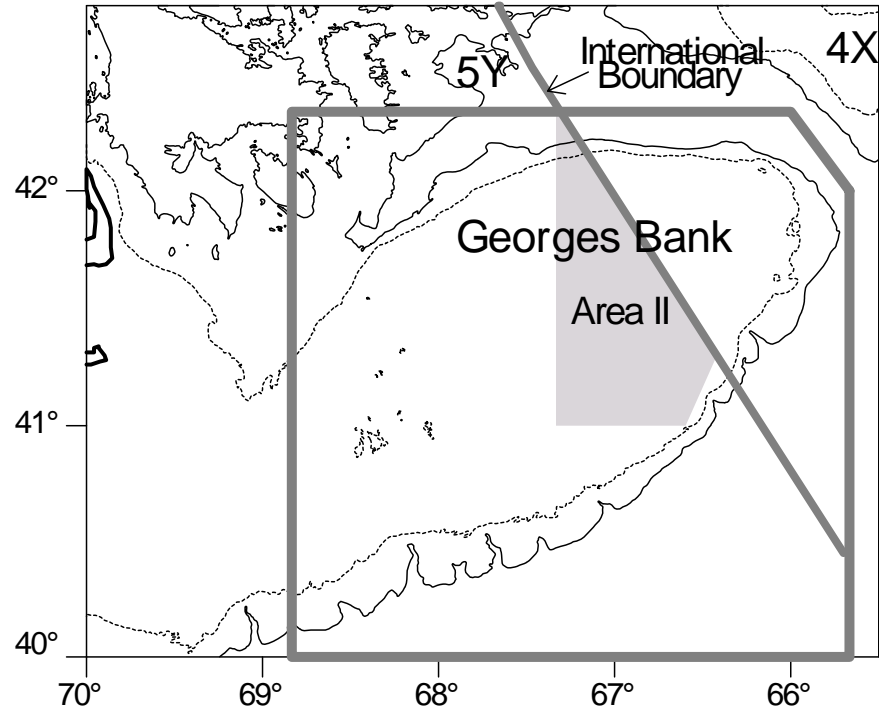 5Y
International
Boundary
4X
42°
Georges Bank
Area II
41°
40°
70°
69°
68°
67°
66°